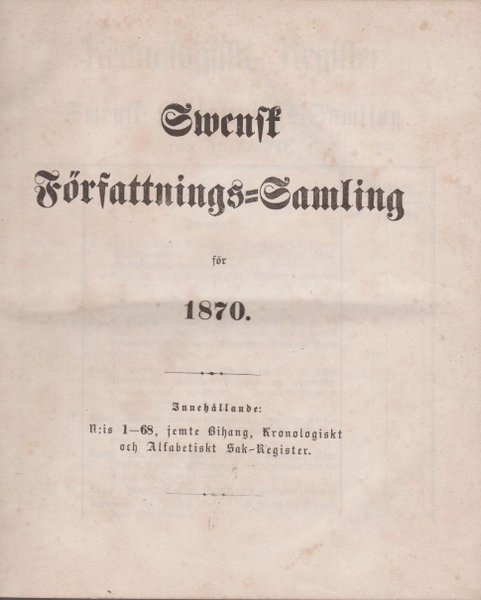 Swensk
Författnings=Samling
för
1870.
Innehållande:
N:is 1—68, jemte Bihang, Kronologiskt
och Alfabetiskt Sak-Register.